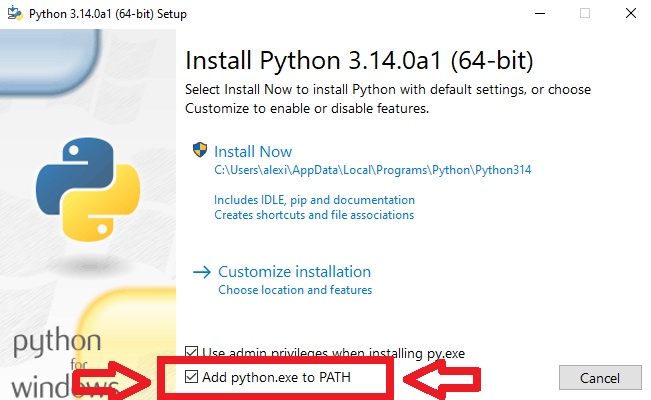 Python 3.14.0a1 (64-bit) Setup
Install Python 3.14.0a1 (64-bit)
Select Install Now to install Python with default settings, or choose
Customize to enable or disable features.
Install Now
C:\Users\alexi\AppData\Local\Programs\Python\Python314
Includes IDLE, pip and documentation
Creates shortcuts and file associations
Customize installation
Choose location and features
python
for
windows
Use admin privileges when installing py.exe
Add python.exe to PATH
Cancel